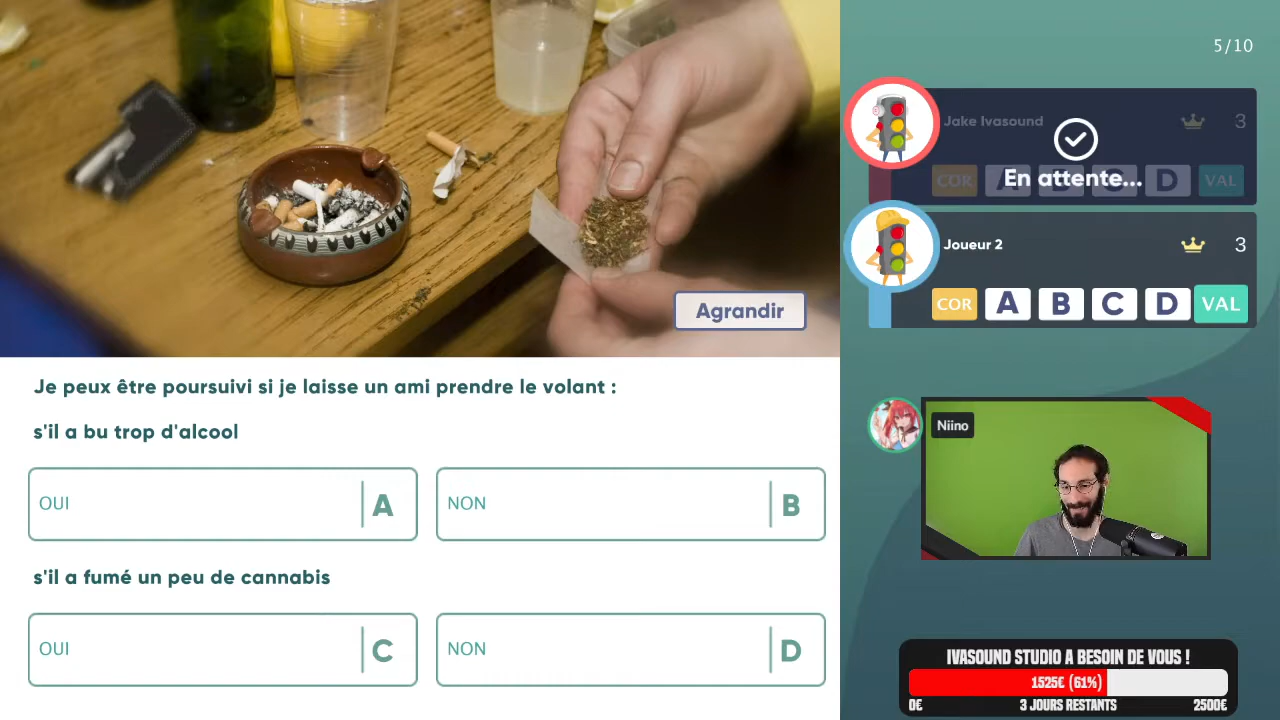 5/10
Jake Ivasound 3
COR A B C D VAL
En attente...
Joueur 2 3
COR A B C D VAL
Agrandir
Je peux être poursuivi si je laisse un ami prendre le volant :
s'il a bu trop d'alcool
OUI A
NON B
s'il a fumé un peu de cannabis
OUI C
NON D
Niino
IVASOUND STUDIO A BESOIN DE VOUS !
1525€ (61%)
0€ 3 JOURS RESTANTS 2500€